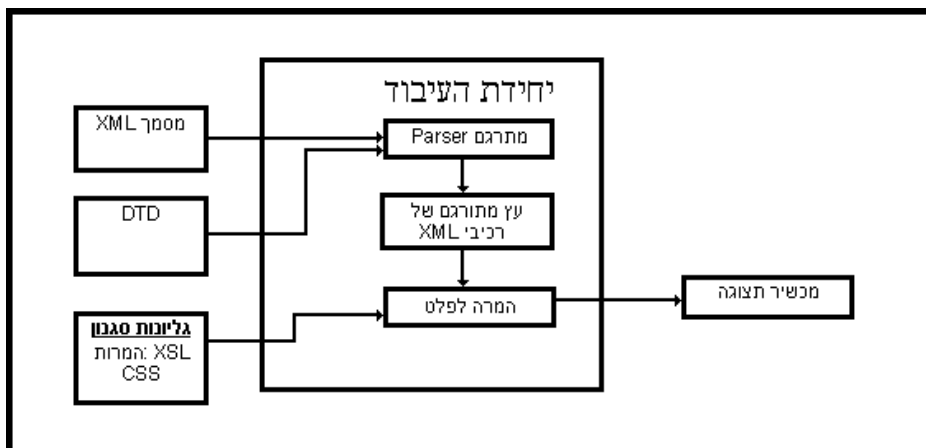 יחידת העיבוד
מסמך XML
מתרגם Parser
DTD
עץ מתורגם של
רכיבי XML
מכשיר תצוגה
המרה לפלט
גליונות סגנון
המרות: XSL
CSS